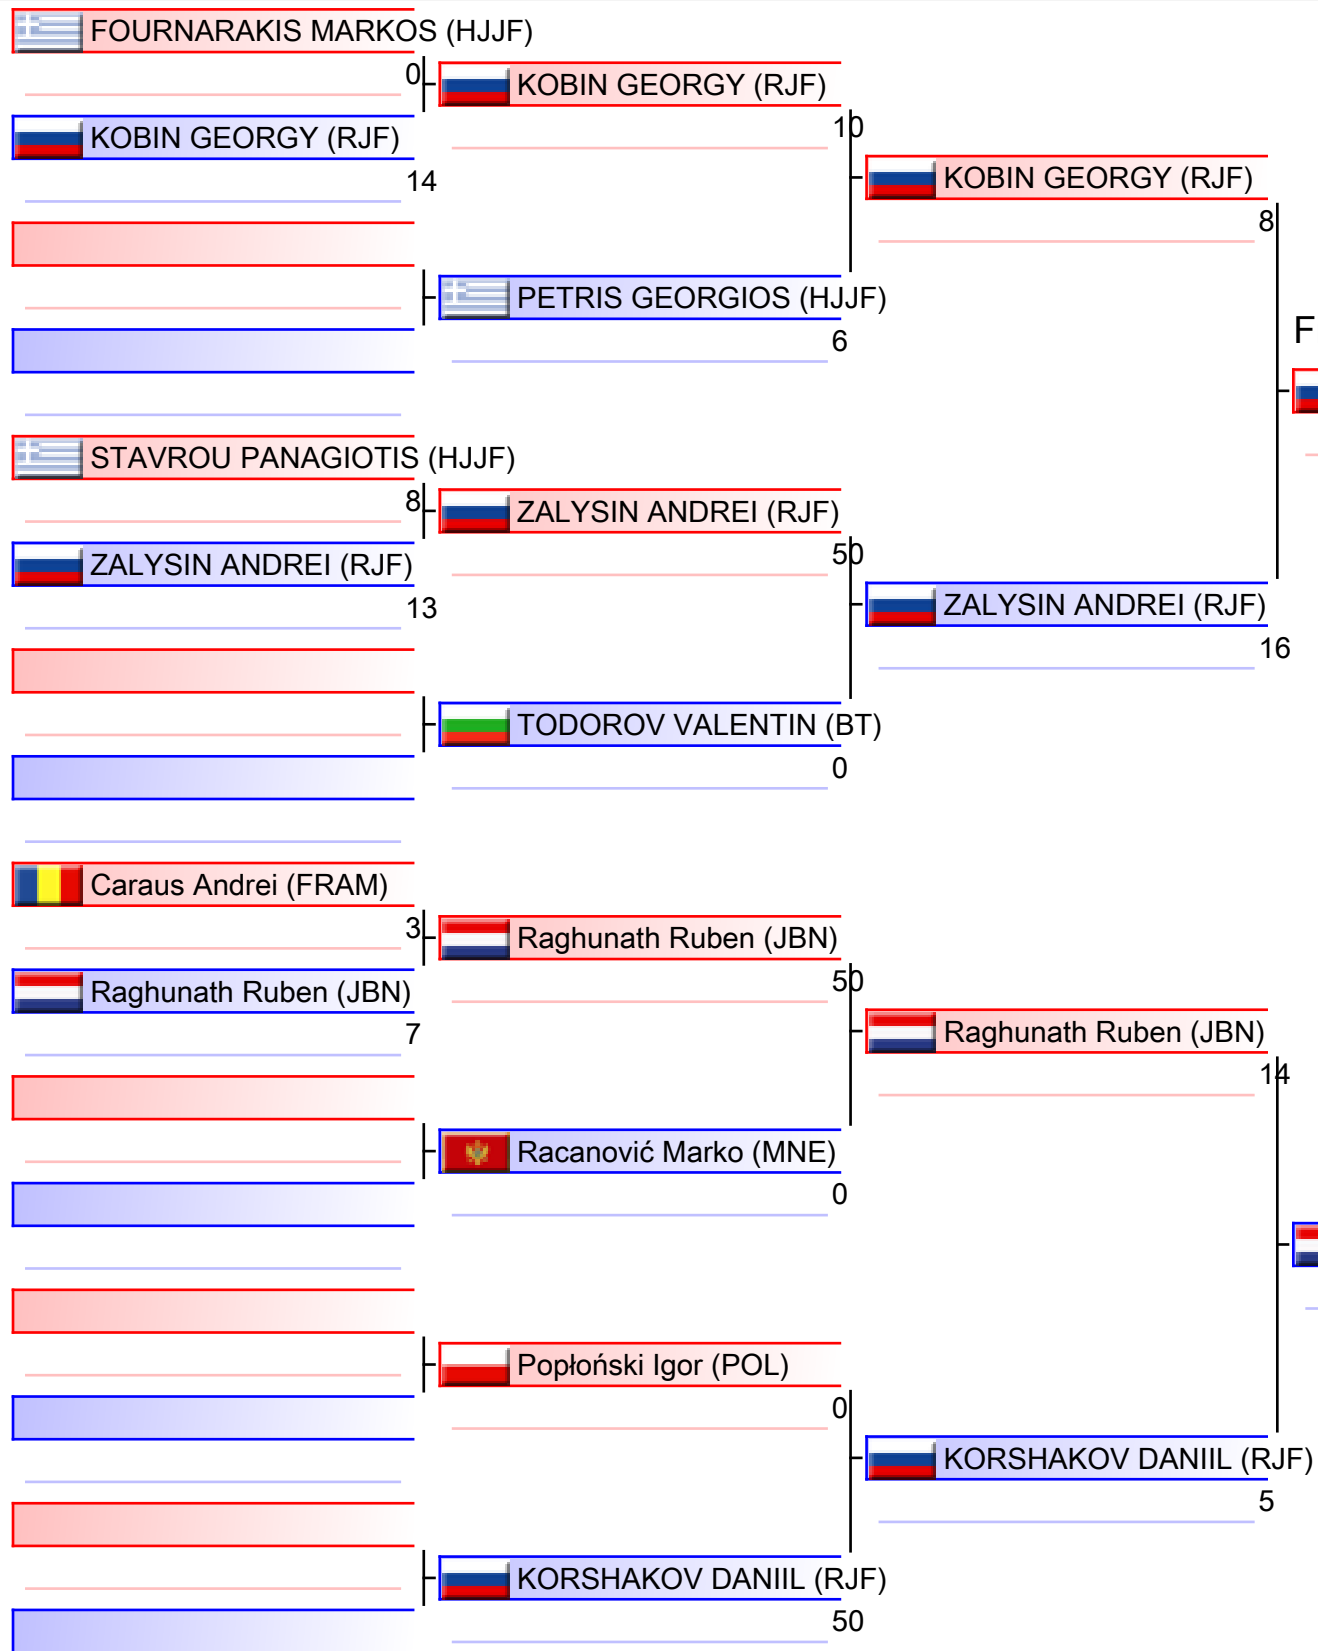 FOURNARAKIS MARKOS (HJJF)
0
KOBIN GEORGY (RJF)
14
STAVROU PANAGIOTIS (HJJF)
8
ZALYSIN ANDREI (RJF)
13
Caraus Andrei (FRAM)
3
Raghunath Ruben (JBN)
7
KOBIN GEORGY (RJF)
10
PETRIS GEORGIOS (HJJF)
6
ZALYSIN ANDREI (RJF)
50
TODOROV VALENTIN (BT)
0
Raghunath Ruben (JBN)
50
Racanović Marko (MNE)
0
Popłoński Igor (POL)
0
KORSHAKOV DANIIL (RJF)
50
KOBIN GEORGY (RJF)
8
ZALYSIN ANDREI (RJF)
16
Raghunath Ruben (JBN)
14
KORSHAKOV DANIIL (RJF)
5
F